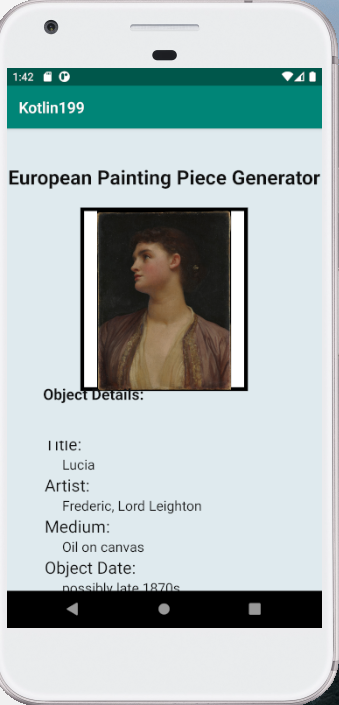 1:42
Kotlin199
European Painting Piece Generator
Object Details:
Title:
Lucia
Artist:
Frederic, Lord Leighton
Medium:
Oil on canvas
Object Date:
possibly late 1870s